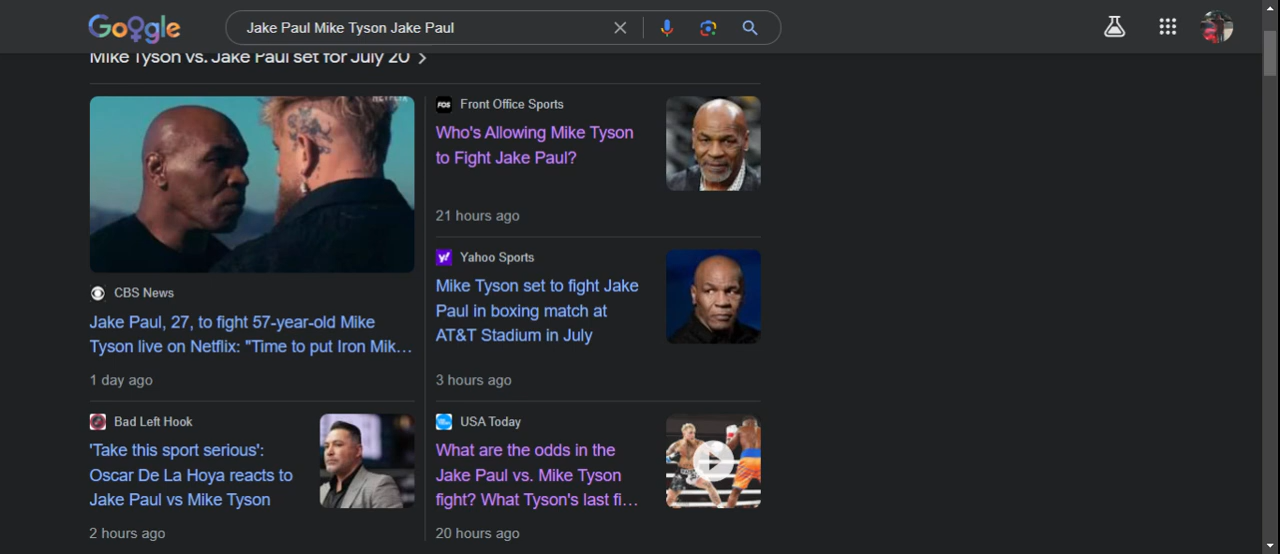 Google
Jake Paul Mike Tyson Jake Paul
Mike Tyson vs. Jake Paul set for July 20
NETFLIX
CBS News
Jake Paul, 27, to fight 57-year-old Mike
Tyson live on Netflix: "Time to put Iron Mik...
1 day ago
Bad Left Hook
'Take this sport serious':
Oscar De La Hoya reacts to
Jake Paul vs Mike Tyson
2 hours ago
FOS
Front Office Sports
Who's Allowing Mike Tyson
to Fight Jake Paul?
21 hours ago
y!
Yahoo Sports
Mike Tyson set to fight Jake
Paul in boxing match at
AT&T Stadium in July
3 hours ago
USA Today
What are the odds in the
Jake Paul vs. Mike Tyson
fight? What Tyson's last fi...
20 hours ago